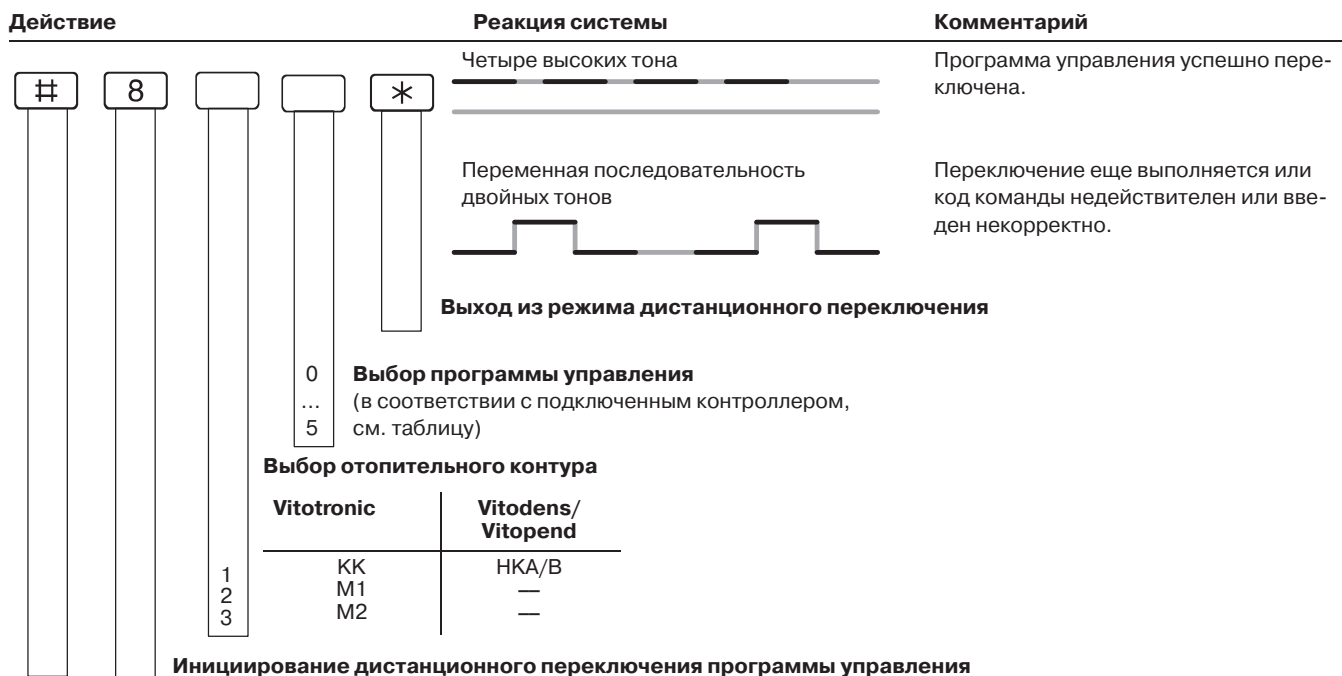 Действие Реакция системы Комментарий
Четыре высоких тона
Программа управления успешно пере-
ключена.
# 8 *
Переменная последовательность
двойных тонов
Переключение еще выполняется или
код команды недействителен или вве-
ден некорректно.
Выход из режима дистанционного переключения
0 Выбор программы управления
... (в соответствии с подключенным контроллером,
5 см. таблицу)
Выбор отопительного контура
Vitotronic Vitodens/
Vitopend
1 KK HKA/B
2 M1 —
3 M2 —
Инициирование дистанционного переключения программы управления